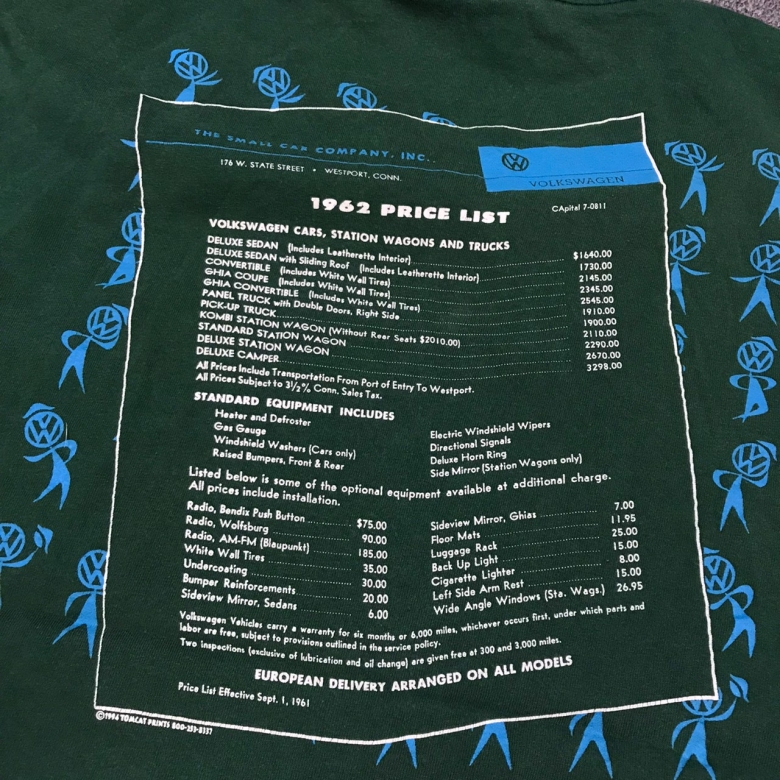 THE SMALL CAR COMPANY, INC.
176 W. STATE STREET • WESTPORT, CONN.
VOLKSWAGEN
1962 PRICE LIST
CApital 7-0811
VOLKSWAGEN CARS, STATION WAGONS AND TRUCKS
DELUXE SEDAN (Includes Leatherette Interior) $1640.00
DELUXE SEDAN with Sliding Roof (Includes Leatherette Interior) 1730.00
CONVERTIBLE (Includes White Wall Tires) 2145.00
GHIA COUPE (Includes White Wall Tires) 2345.00
GHIA CONVERTIBLE (Includes White Wall Tires) 2545.00
PANEL TRUCK with Double Doors, Right Side 1910.00
PICK-UP TRUCK 1900.00
KOMBI STATION WAGON (Without Rear Seats $2010.00) 2110.00
STANDARD STATION WAGON 2290.00
DELUXE STATION WAGON 2670.00
DELUXE CAMPER 3298.00
All Prices Include Transportation From Port of Entry To Westport.
All Prices Subject to 3½% Conn. Sales Tax.
STANDARD EQUIPMENT INCLUDES
Heater and Defroster
Gas Gauge
Windshield Washers (Cars only)
Raised Bumpers, Front & Rear
Electric Windshield Wipers
Directional Signals
Deluxe Horn Ring
Side Mirror (Station Wagons only)
Listed below is some of the optional equipment available at additional charge.
All prices include installation.
Radio, Bendix Push Button $75.00
Radio, Wolfsburg 90.00
Radio, AM-FM (Blaupunkt) 185.00
White Wall Tires 35.00
Undercoating 30.00
Bumper Reinforcements 20.00
Sideview Mirror, Sedans 6.00
Sideview Mirror, Ghias 7.00
Floor Mats 11.95
Luggage Rack 25.00
Back Up Light 15.00
Cigarette Lighter 8.00
Left Side Arm Rest 15.00
Wide Angle Windows (Sta. Wags.) 26.95
Volkswagen Vehicles carry a warranty for six months or 6,000 miles, whichever occurs first, under which parts and
labor are free, subject to provisions outlined in the service policy.
Two inspections (exclusive of lubrication and oil change) are given free at 300 and 3,000 miles.
EUROPEAN DELIVERY ARRANGED ON ALL MODELS
Price List Effective Sept. 1, 1961
©1994 TOMCAT PRINTS 800-233-8337